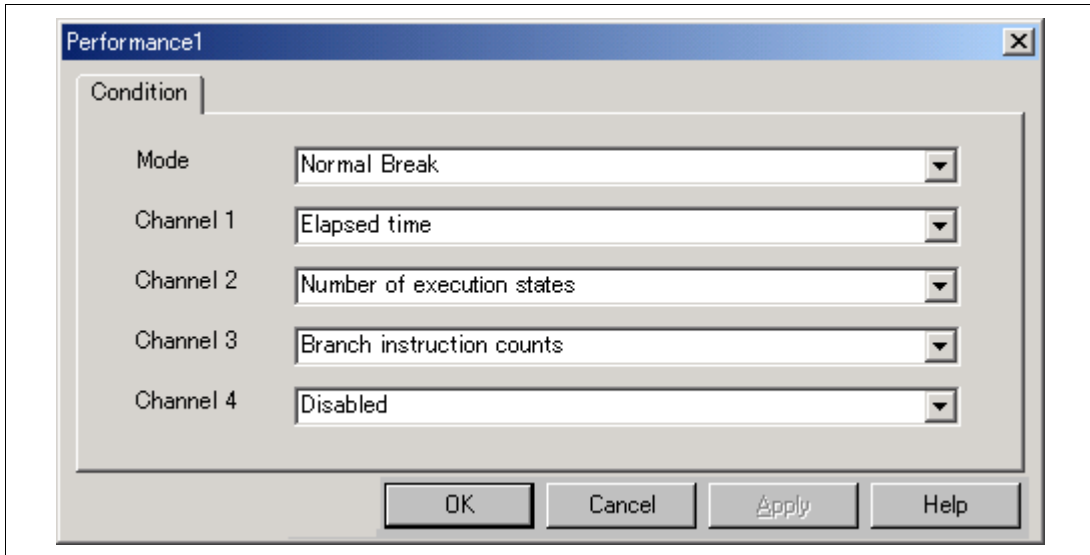 Performance1
Condition
Mode Normal Break
Channel 1 Elapsed time
Channel 2 Number of execution states
Channel 3 Branch instruction counts
Channel 4 Disabled
OK Cancel Apply Help